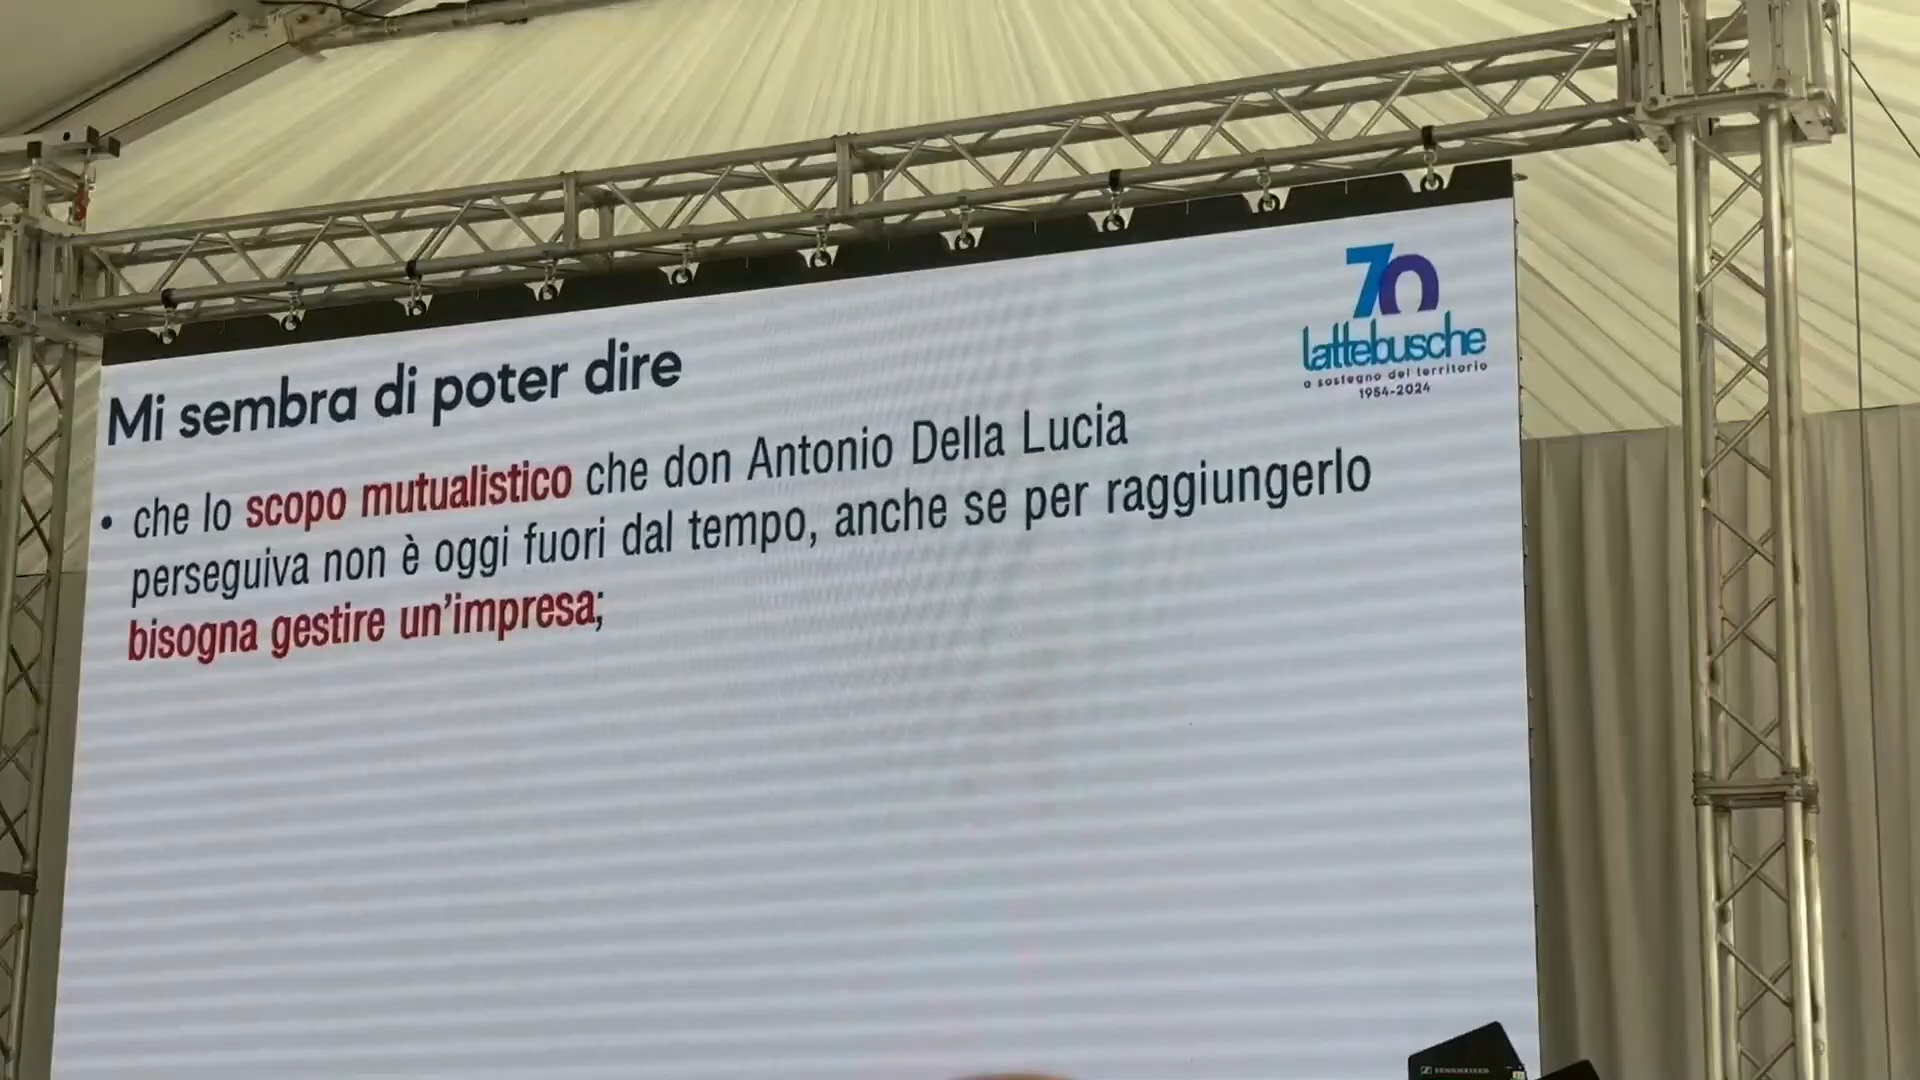 Mi sembra di poter dire
• che lo scopo mutualistico che don Antonio Della Lucia
perseguiva non è oggi fuori dal tempo, anche se per raggiungerlo
bisogna gestire un'impresa;
70
lattebusche
a sostegno del territorio
1954-2024
SENNHEISER